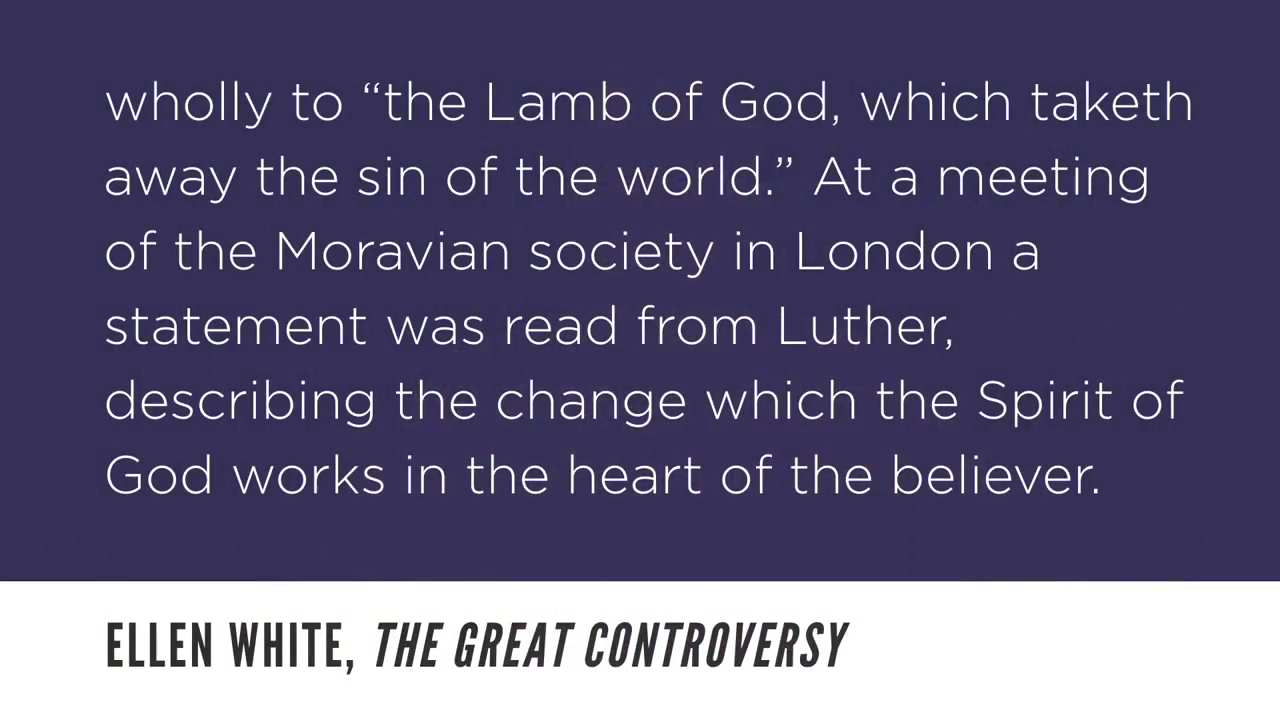 wholly to “the Lamb of God, which taketh
away the sin of the world.” At a meeting
of the Moravian society in London a
statement was read from Luther,
describing the change which the Spirit of
God works in the heart of the believer.
ELLEN WHITE, THE GREAT CONTROVERSY